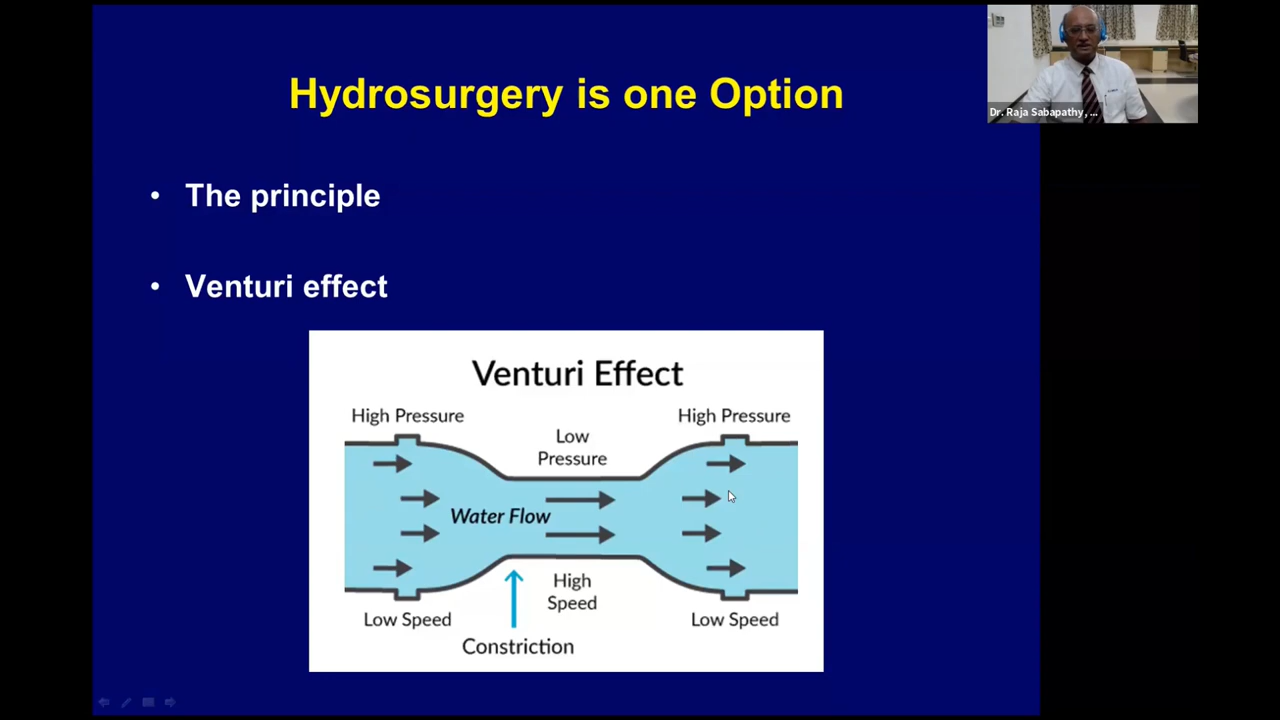 Hydrosurgery is one Option
Dr. Raja Sabapathy, ...
• The principle
• Venturi effect
Venturi Effect
High Pressure
High Pressure
Low
Pressure
Water Flow
High
Speed
Low Speed
Low Speed
Constriction